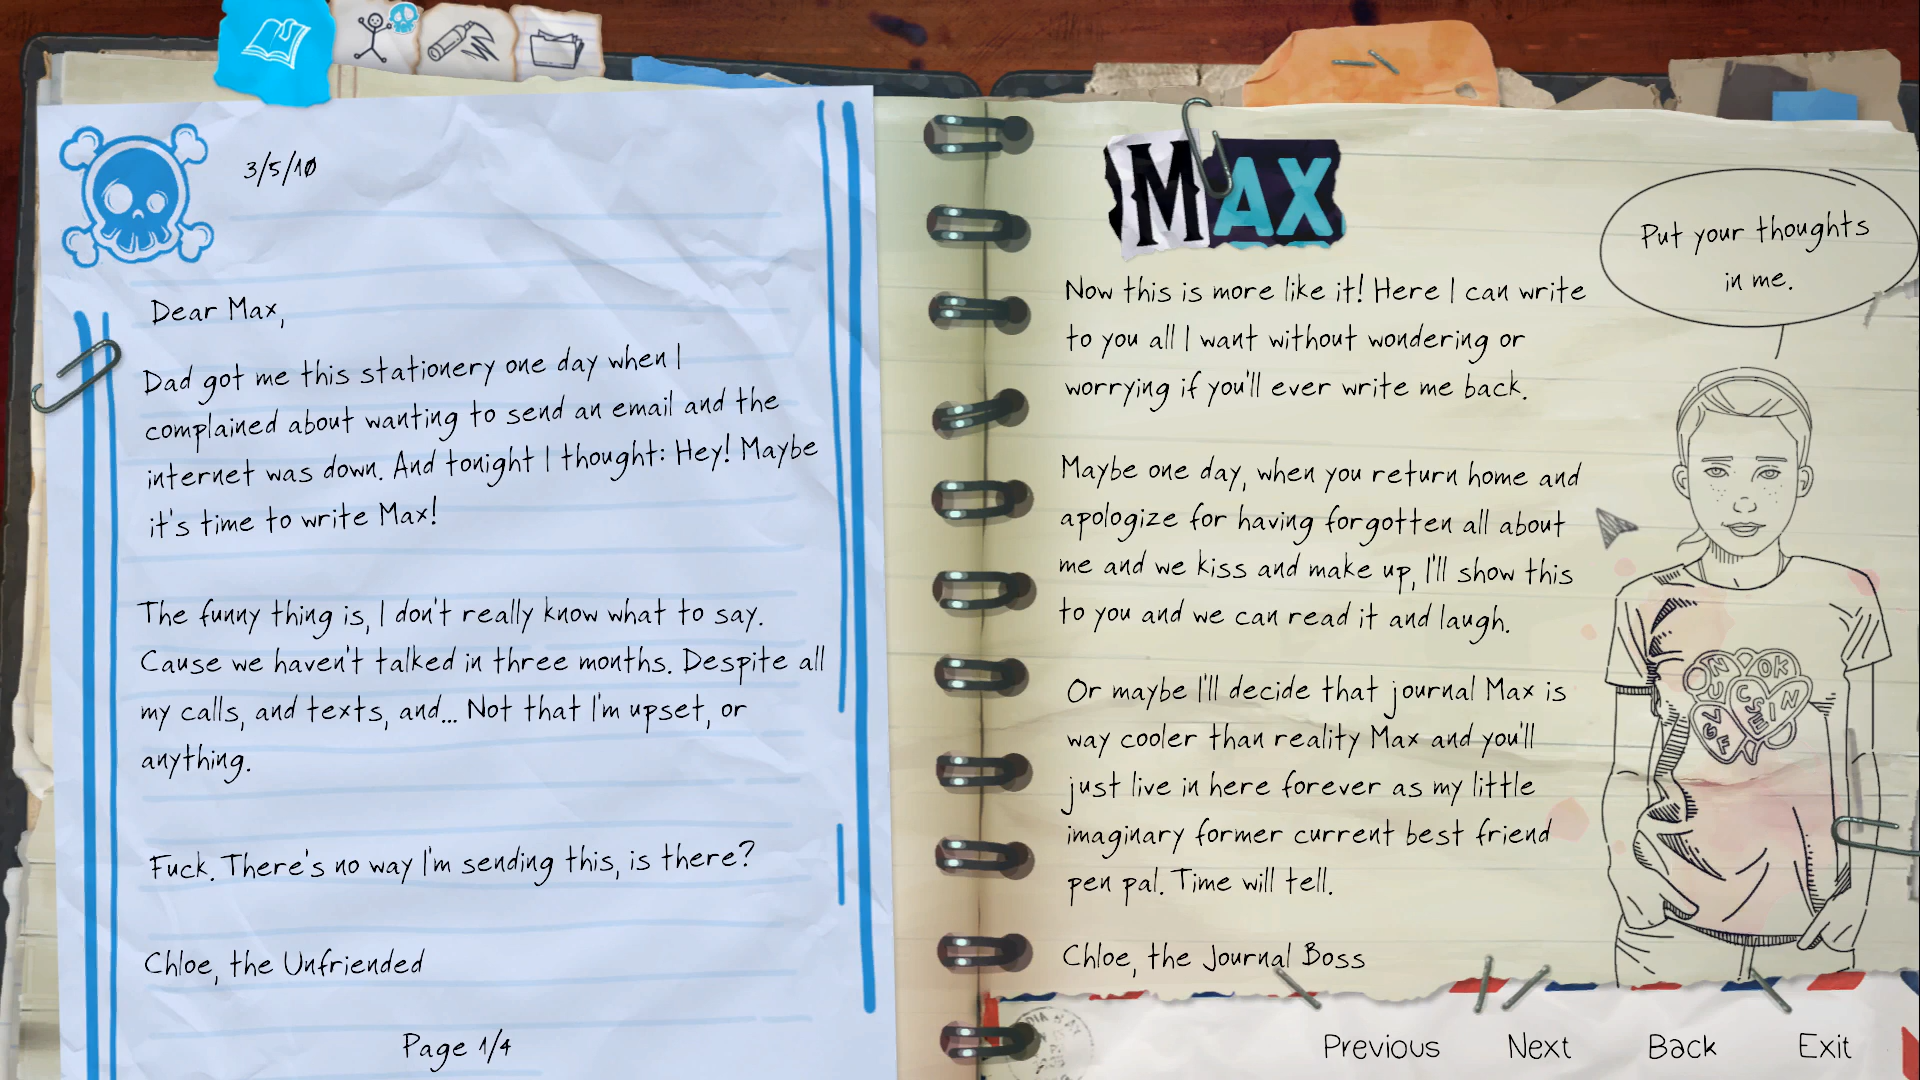 3/5/10
Dear Max,
Dad got me this stationery one day when I
complained about wanting to send an email and the
internet was down. And tonight I thought: Hey! Maybe
it's time to write Max!
The funny thing is, I don't really know what to say.
Cause we haven't talked in three months. Despite all
my calls, and texts, and... Not that I'm upset, or
anything.
Fuck. There's no way I'm sending this, is there?
Chloe, the Unfriended
Page 1/4
MAX
Put your thoughts
in me.
Now this is more like it! Here I can write
to you all I want without wondering or
worrying if you'll ever write me back.
Maybe one day, when you return home and
apologize for having forgotten all about
me and we kiss and make up, I'll show this
to you and we can read it and laugh.
Or maybe I'll decide that journal Max is
way cooler than reality Max and you'll
just live in here forever as my little
imaginary former current best friend
pen pal. Time will tell.
Chloe, the Journal Boss
Previous
Next
Back
Exit